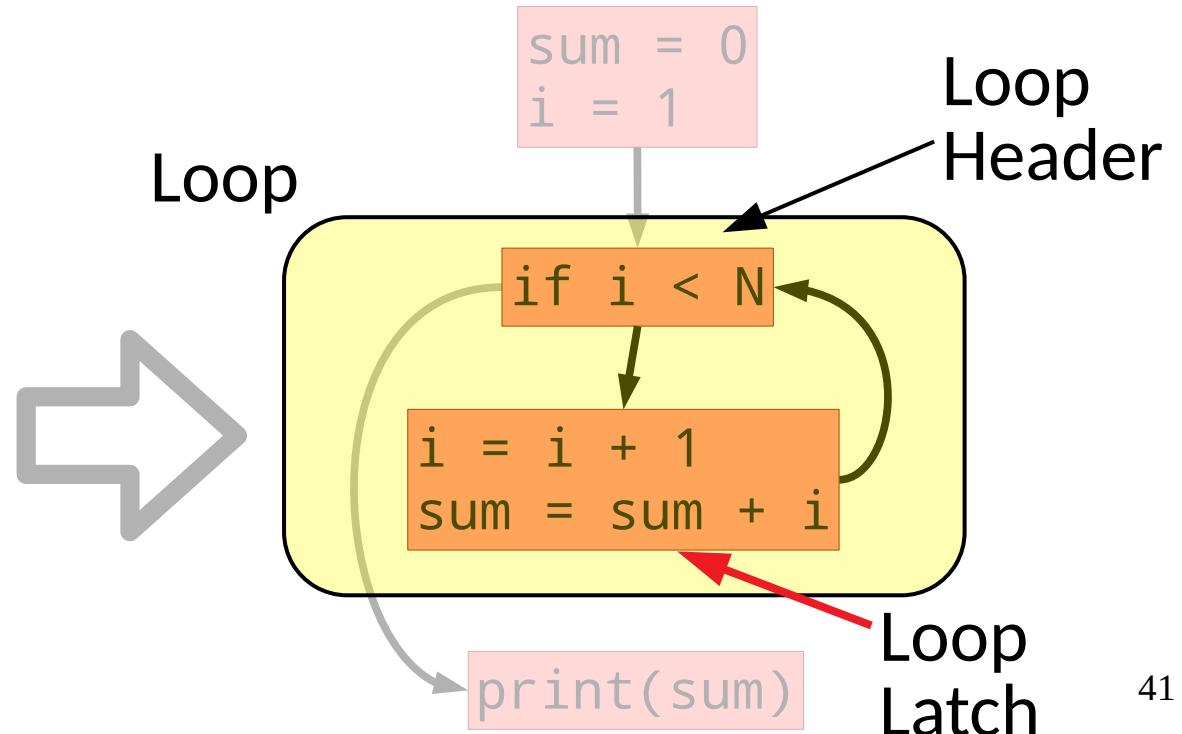 sum = 0
i = 1
Loop
Header
Loop
if i < N
i = i + 1
sum = sum + i
Loop
Latch
print(sum)
41